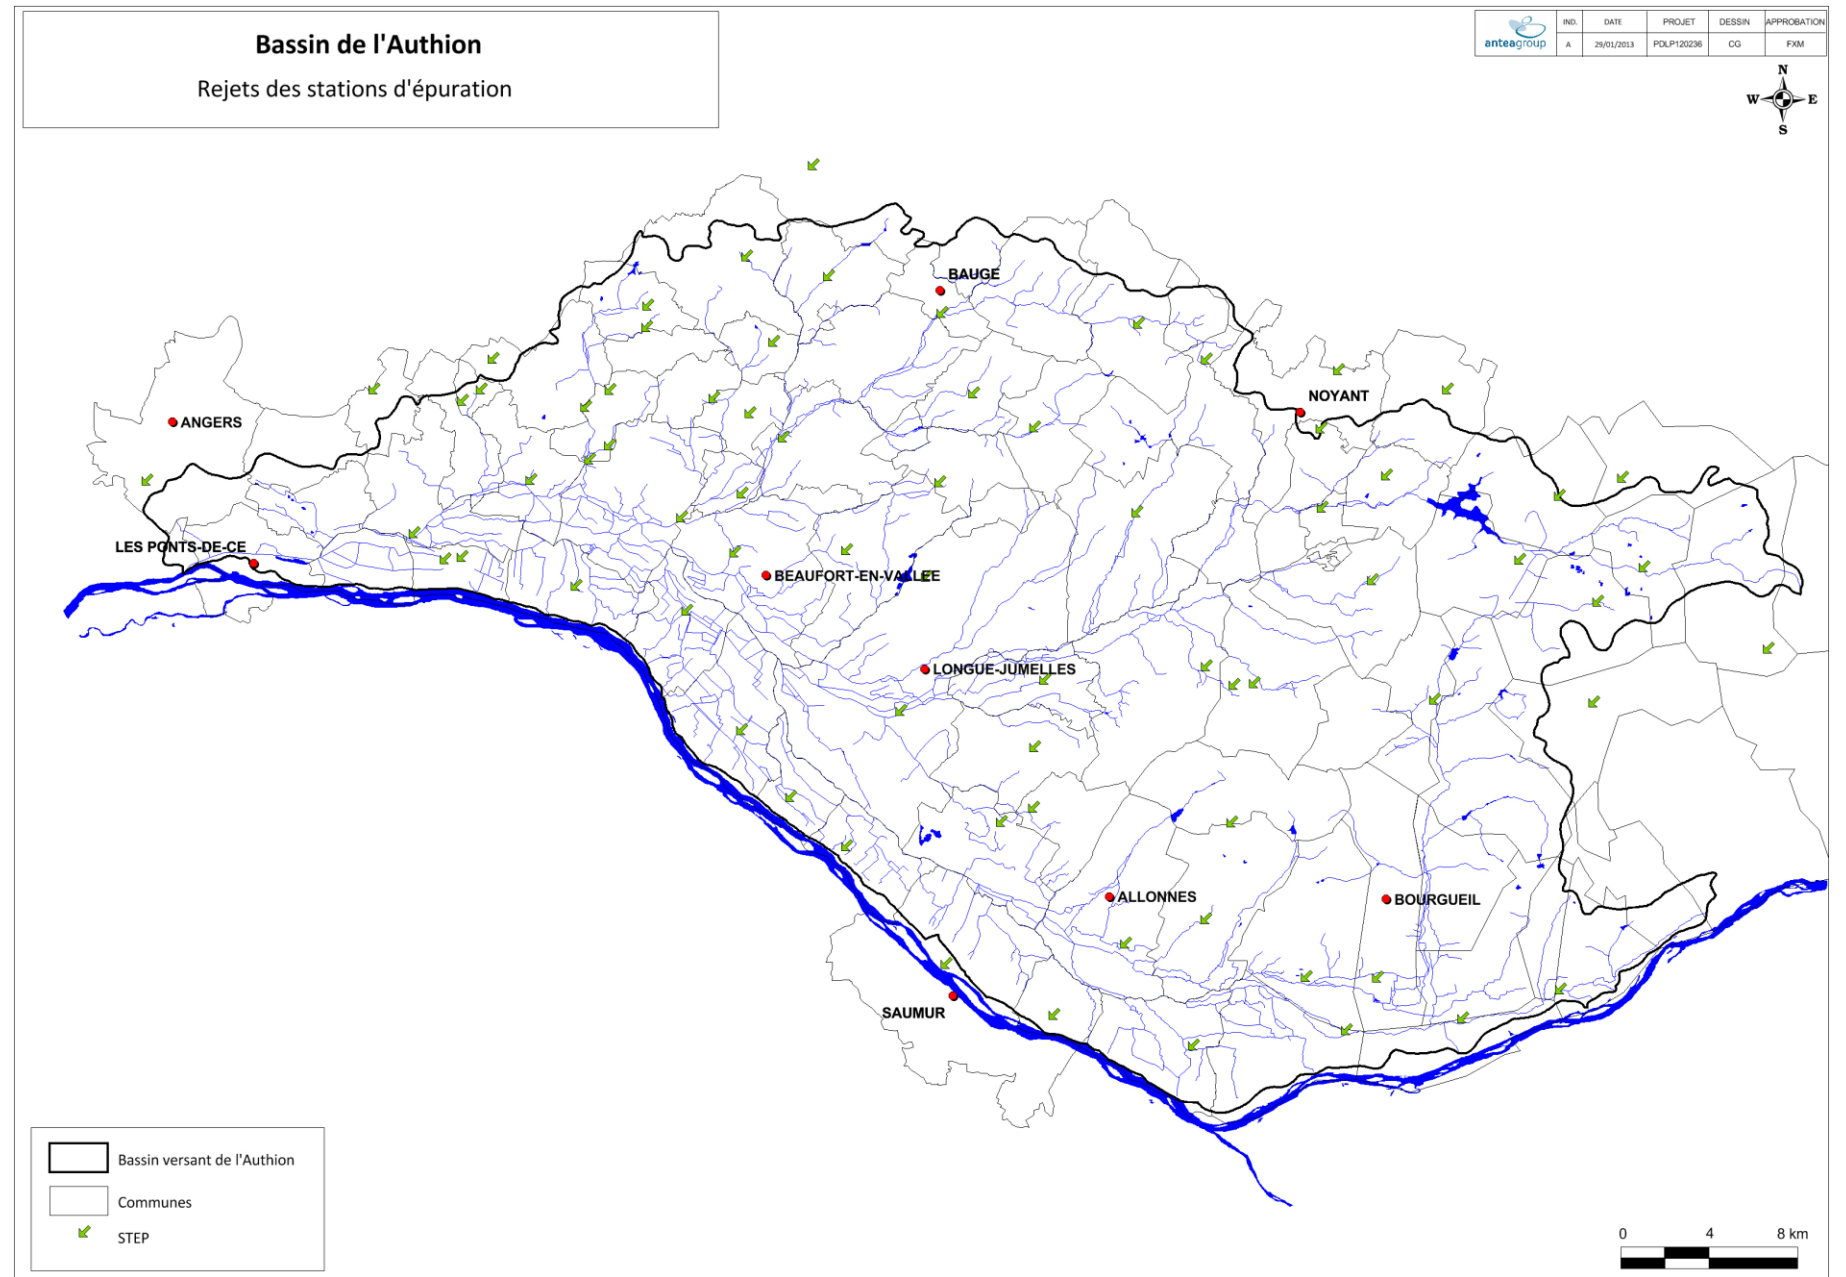 Bassin de l'Authion
Rejets des stations d'épuration
anteagroup
IND. DATE PROJET DESSIN APPROBATION
A 29/01/2013 PDLP120236 CG FXM
N
W E
S
BAUGE
NOYANT
ANGERS
LES PONTS-DE-CE
BEAUFORT-EN-VALLEE
LONGUE-JUMELLES
ALLONNES
BOURGUEIL
SAUMUR
Bassin versant de l'Authion
Communes
STEP
0 4 8 km